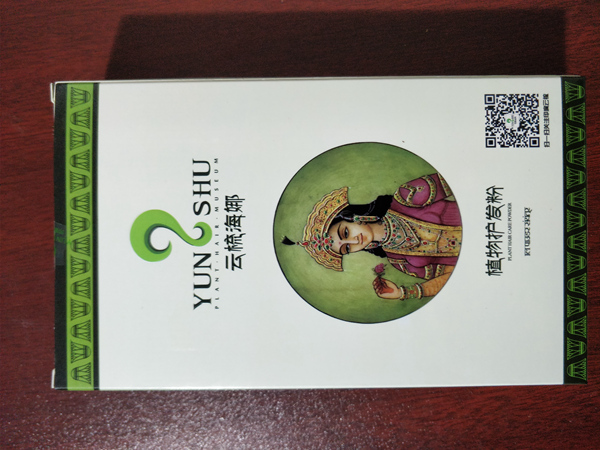 YUN SHU
PLANT·HAIR·MUSEUM
云梳海娜
植物护发粉
PLANT HAIR CARE POWDER